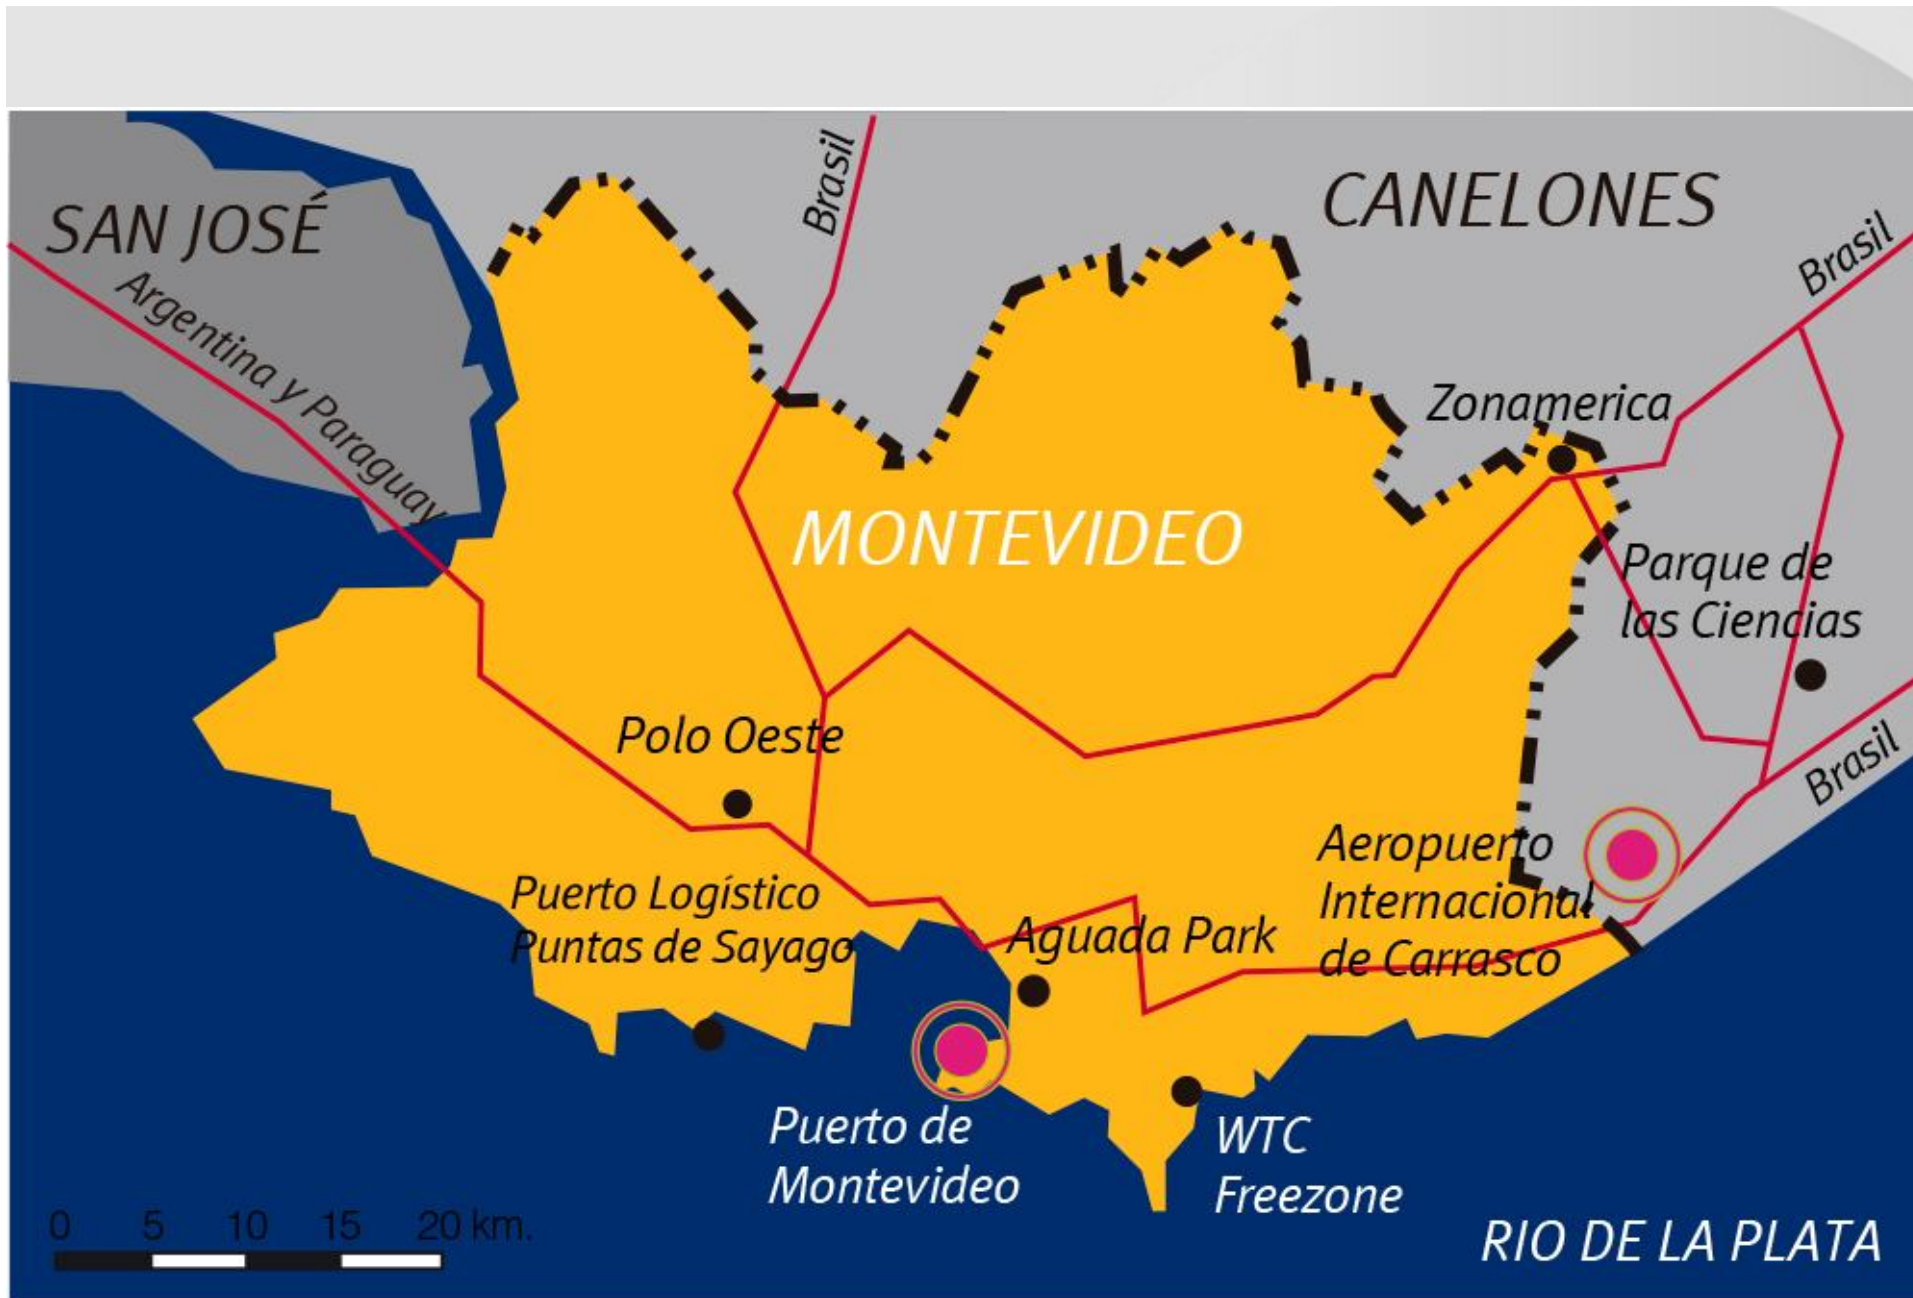 Brasil
CANELONES
SAN JOSÉ
Brasil
Argentina y Paraguay
Zonamerica
MONTEVIDEO
Parque de
las Ciencias
Polo Oeste
Brasil
Aeropuerto
Internacional
de Carrasco
Puerto Logístico
Puntas de Sayago
Aguada Park
Puerto de
Montevideo
WTC
Freezone
0 5 10 15 20 km.
RIO DE LA PLATA